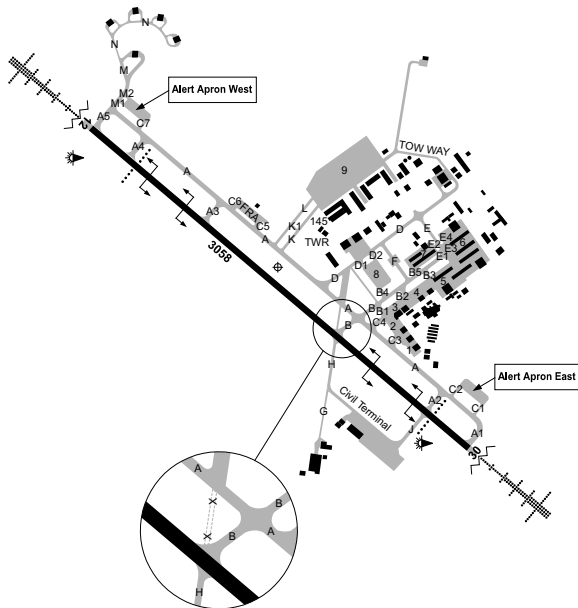 N
N
M
Alert Apron West
M2
M1
A5
C7
12
A4
TOW WAY
9
A
L
C6
FRA
145
A3
C5
K1
TWR
A
K
D
E
E4
6
E2
E3
D2
F
E1
D1
8
B5
B3
5
D
B4
B2
4
3058
A
B
B1
3
C4
2
B
C3
1
H
A
Alert Apron East
C2
A2
C1
G
Civil Terminal
J
A1
30
A
X
B
X
B
A
H